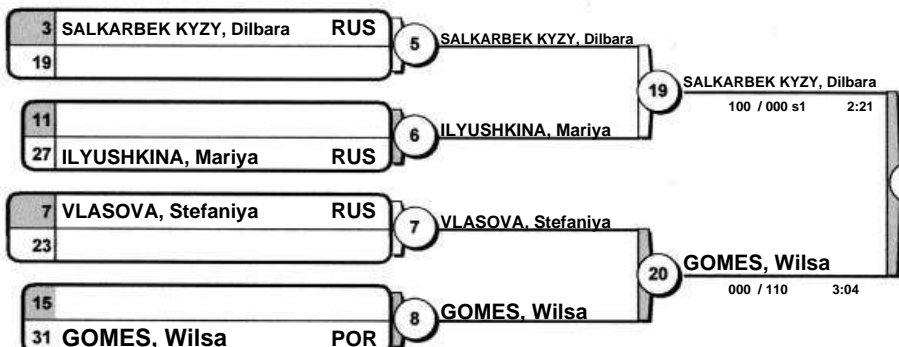 3 SALKARBEK KYZY, Dilbara RUS
19
5
SALKARBEK KYZY, Dilbara
11
27 ILYUSHKINA, Mariya RUS
6
ILYUSHKINA, Mariya
19
SALKARBEK KYZY, Dilbara
100 / 000 s1 2:21
7 VLASOVA, Stefaniya RUS
23
7
VLASOVA, Stefaniya
15
31 GOMES, Wilsa POR
8
GOMES, Wilsa
20
GOMES, Wilsa
000 / 110 3:04